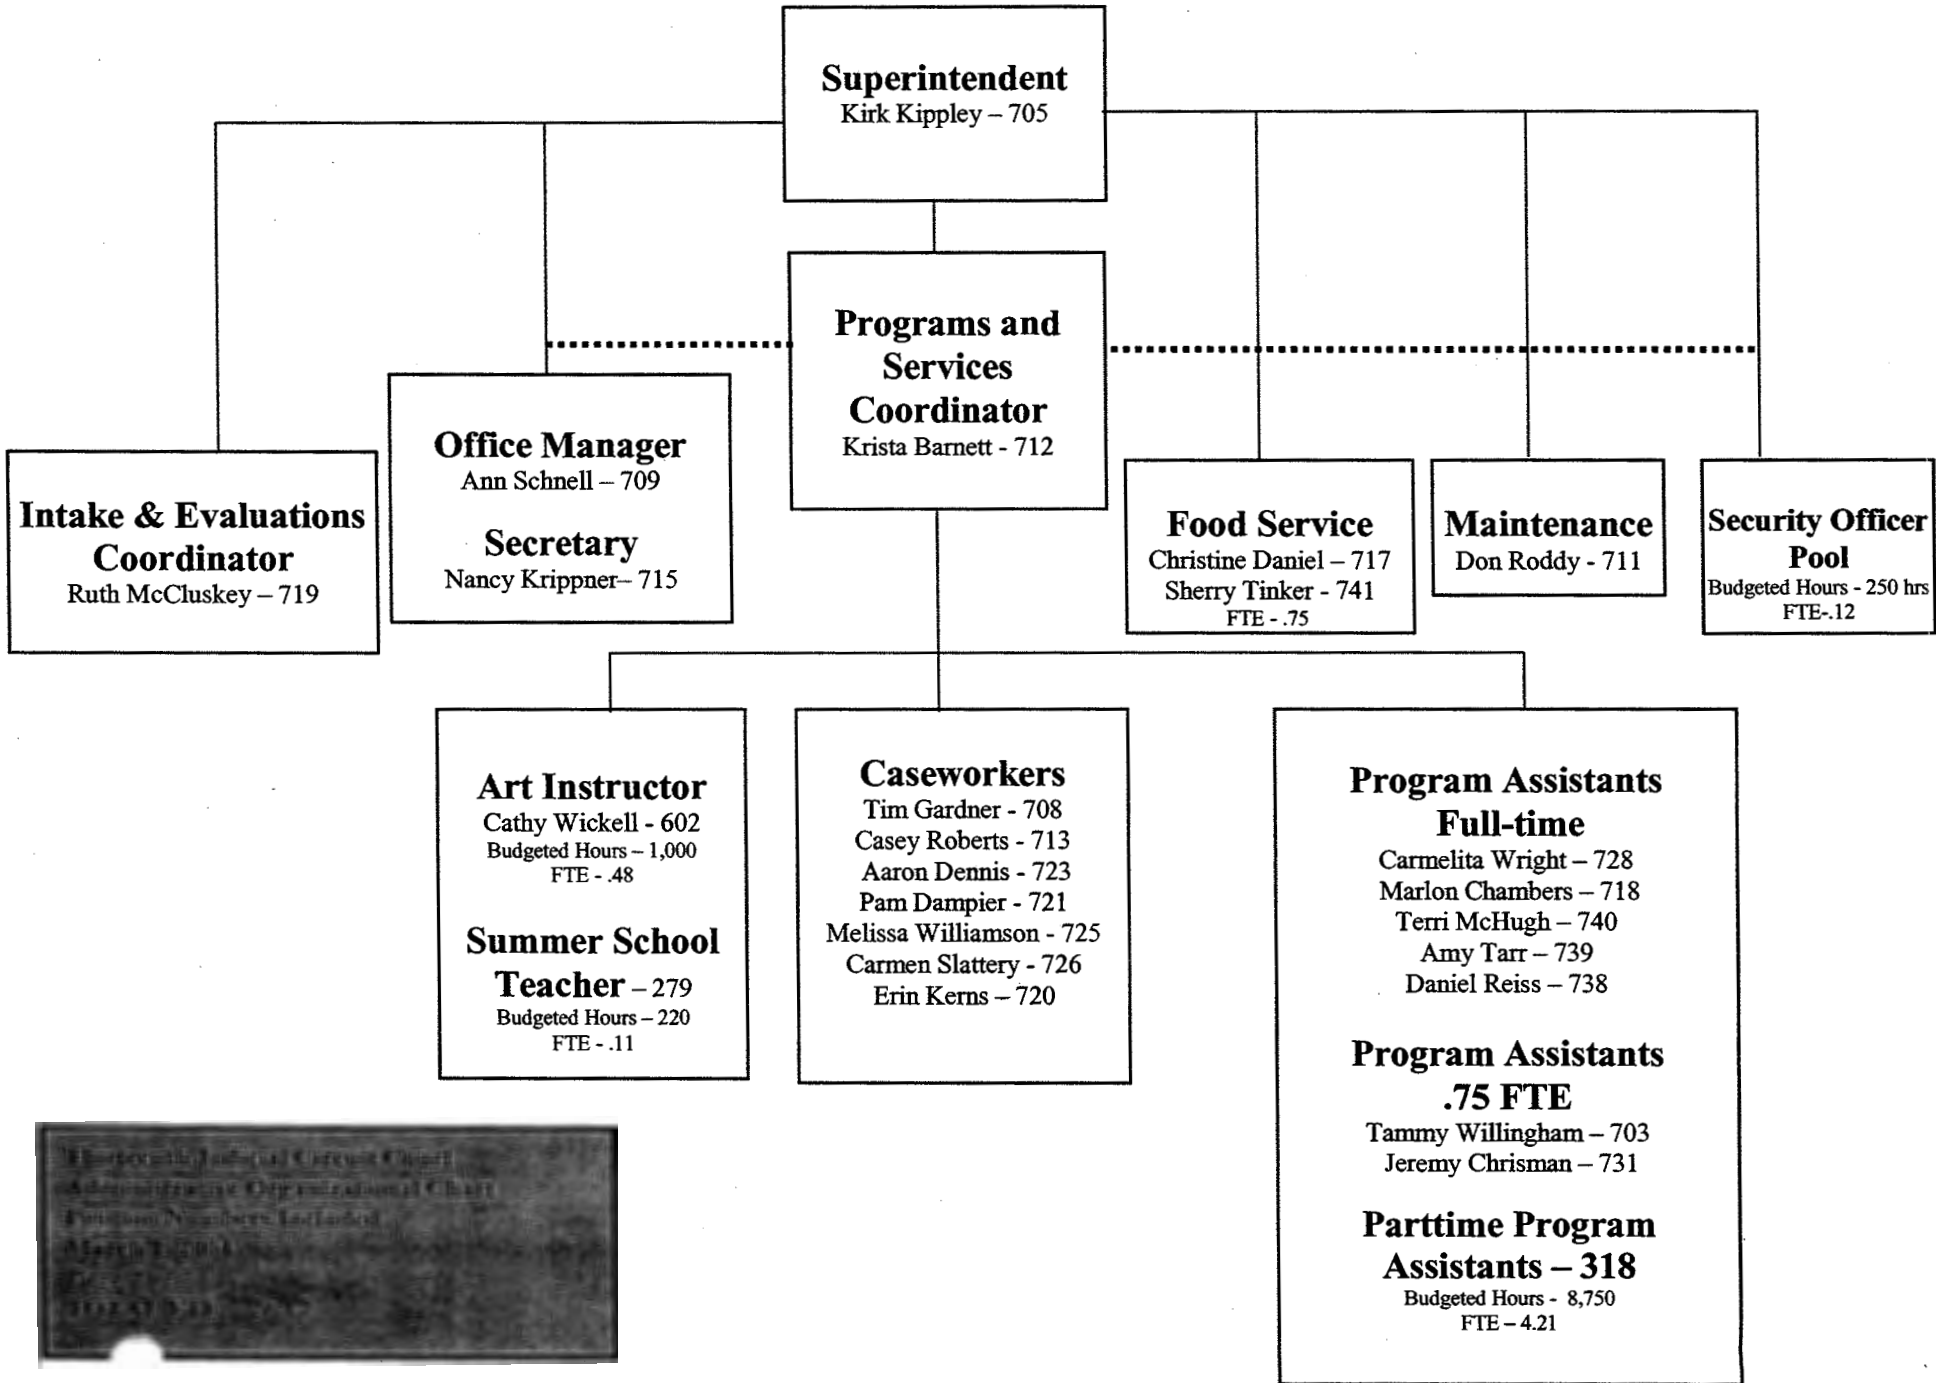 Superintendent
Kirk Kippley – 705
Programs and
Services
Coordinator
Krista Barnett - 712
Intake & Evaluations
Coordinator
Ruth McCluskey – 719
Office Manager
Ann Schnell – 709
Secretary
Nancy Krippner– 715
Food Service
Christine Daniel – 717
Sherry Tinker - 741
FTE - .75
Maintenance
Don Roddy - 711
Security Officer
Pool
Budgeted Hours - 250 hrs
FTE-.12
Art Instructor
Cathy Wickell - 602
Budgeted Hours – 1,000
FTE - .48
Summer School
Teacher – 279
Budgeted Hours – 220
FTE - .11
Caseworkers
Tim Gardner - 708
Casey Roberts - 713
Aaron Dennis - 723
Pam Dampier - 721
Melissa Williamson - 725
Carmen Slattery - 726
Erin Kerns – 720
Program Assistants
Full-time
Carmelita Wright – 728
Marlon Chambers – 718
Terri McHugh – 740
Amy Tarr – 739
Daniel Reiss – 738
Program Assistants
.75 FTE
Tammy Willingham – 703
Jeremy Chrisman – 731
Parttime Program
Assistants – 318
Budgeted Hours - 8,750
FTE – 4.21
Organizational Chart